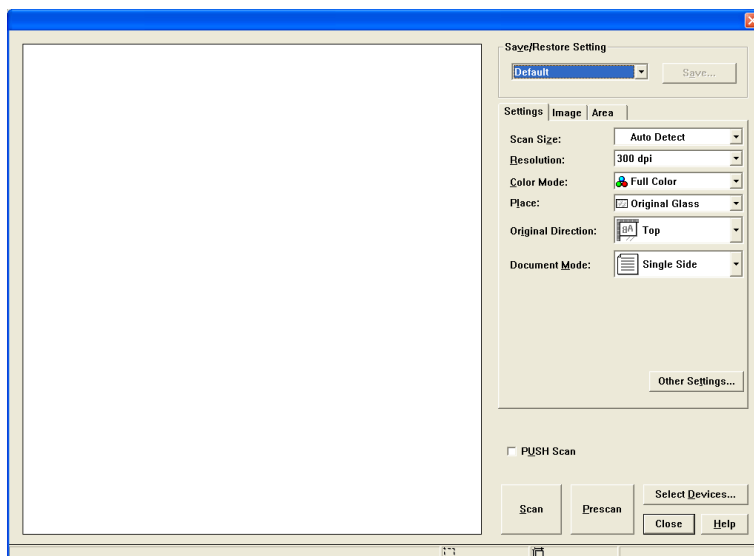 Save/Restore Setting
Default
Save...
Settings Image Area
Scan Size: Auto Detect
Resolution: 300 dpi
Color Mode: Full Color
Place: Original Glass
Original Direction: Top
Document Mode: Single Side
Other Settings...
PUSH Scan
Scan
Prescan
Select Devices...
Close
Help